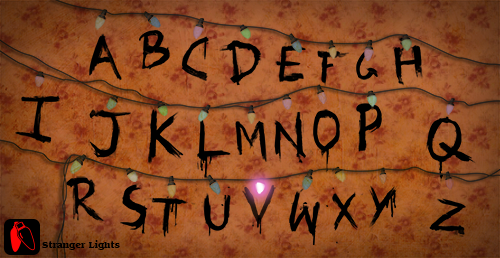 A B C D E F G H
I J K L M N O P Q
R S T U V W X Y Z
Stranger Lights